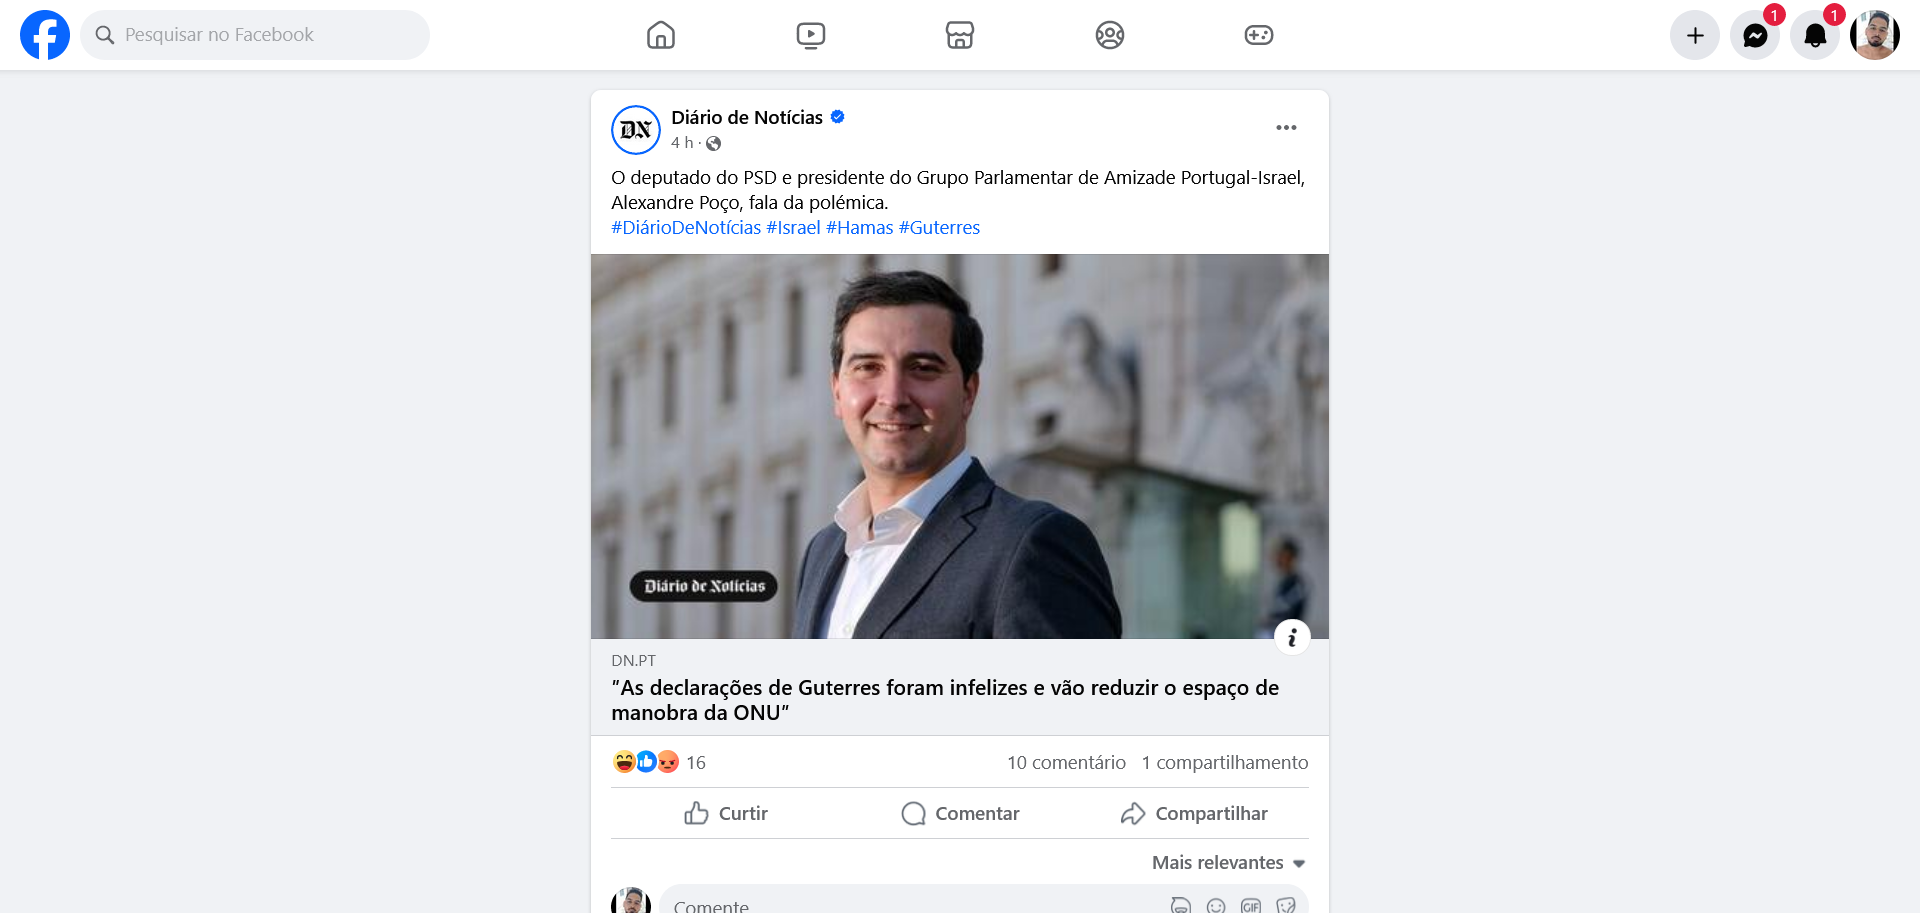 Pesquisar no Facebook
1
1
DN
Diário de Notícias
4 h ·
O deputado do PSD e presidente do Grupo Parlamentar de Amizade Portugal-Israel,
Alexandre Poço, fala da polémica.
#DiárioDeNotícias #Israel #Hamas #Guterres
Diário de Notícias
DN.PT
"As declarações de Guterres foram infelizes e vão reduzir o espaço de
manobra da ONU"
16
10 comentário 1 compartilhamento
Curtir
Comentar
Compartilhar
Mais relevantes
Comente
GIF